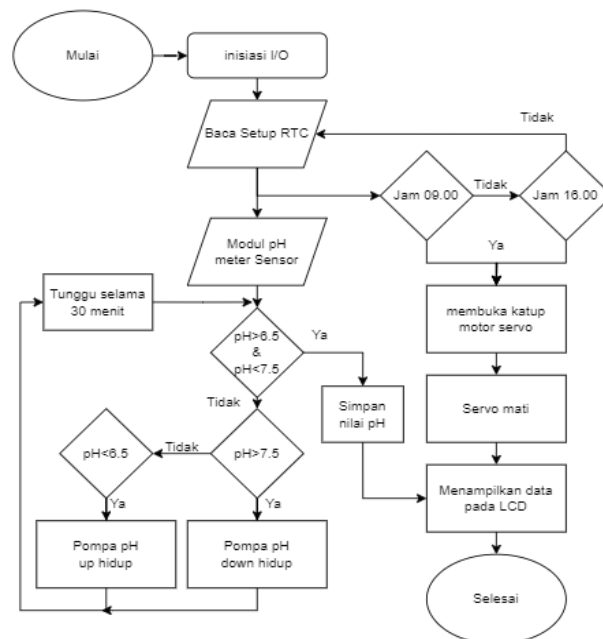 Mulai
inisiasi I/O
Baca Setup RTC
Tidak
Jam 09.00
Tidak
Jam 16.00
Ya
Modul pH
meter Sensor
Tunggu selama
30 menit
membuka katup
motor servo
pH>6.5
&
pH<7.5
Ya
Tidak
Simpan
nilai pH
Servo mati
pH<6.5
Tidak
pH>7.5
Ya
Ya
Menampilkan data
pada LCD
Pompa pH
up hidup
Pompa pH
down hidup
Selesai